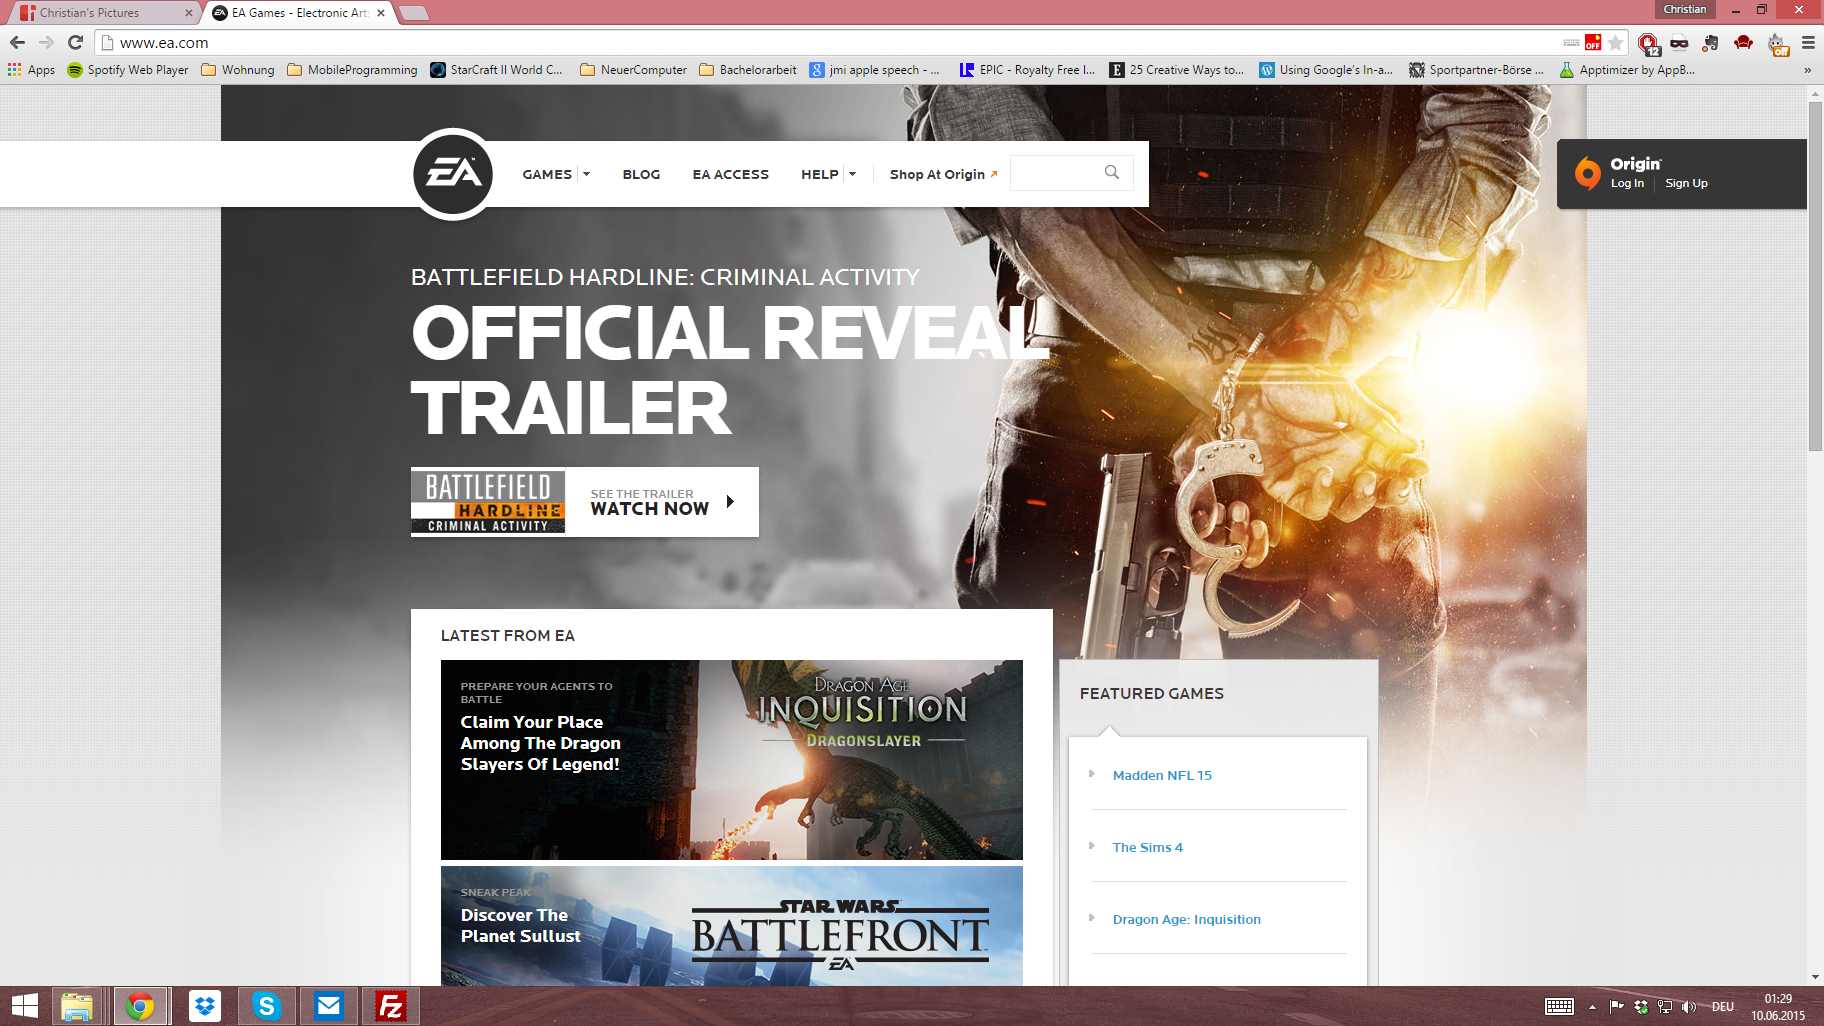 Christian's Pictures
EA Games - Electronic Arts
Christian
www.ea.com
OFF
12
off
Apps
Spotify Web Player
Wohnung
MobileProgramming
StarCraft II World C...
NeuerComputer
Bachelorarbeit
jmi apple speech - ...
EPIC - Royalty Free I...
25 Creative Ways to...
Using Google's In-a...
Sportpartner-Börse ...
Apptimizer by AppB...
»
EA
GAMES
BLOG
EA ACCESS
HELP
Shop At Origin
Origin
Log In
Sign Up
BATTLEFIELD HARDLINE: CRIMINAL ACTIVITY
OFFICIAL REVEAL
TRAILER
BATTLEFIELD
HARDLINE
CRIMINAL ACTIVITY
SEE THE TRAILER
WATCH NOW
LATEST FROM EA
PREPARE YOUR AGENTS TO
BATTLE
Claim Your Place
Among The Dragon
Slayers Of Legend!
DRAGON AGE
INQUISITION
DRAGONSLAYER
SNEAK PEAK
Discover The
Planet Sullust
STAR WARS
BATTLEFRONT
EA
FEATURED GAMES
Madden NFL 15
The Sims 4
Dragon Age: Inquisition
DEU
01:29
10.06.2015